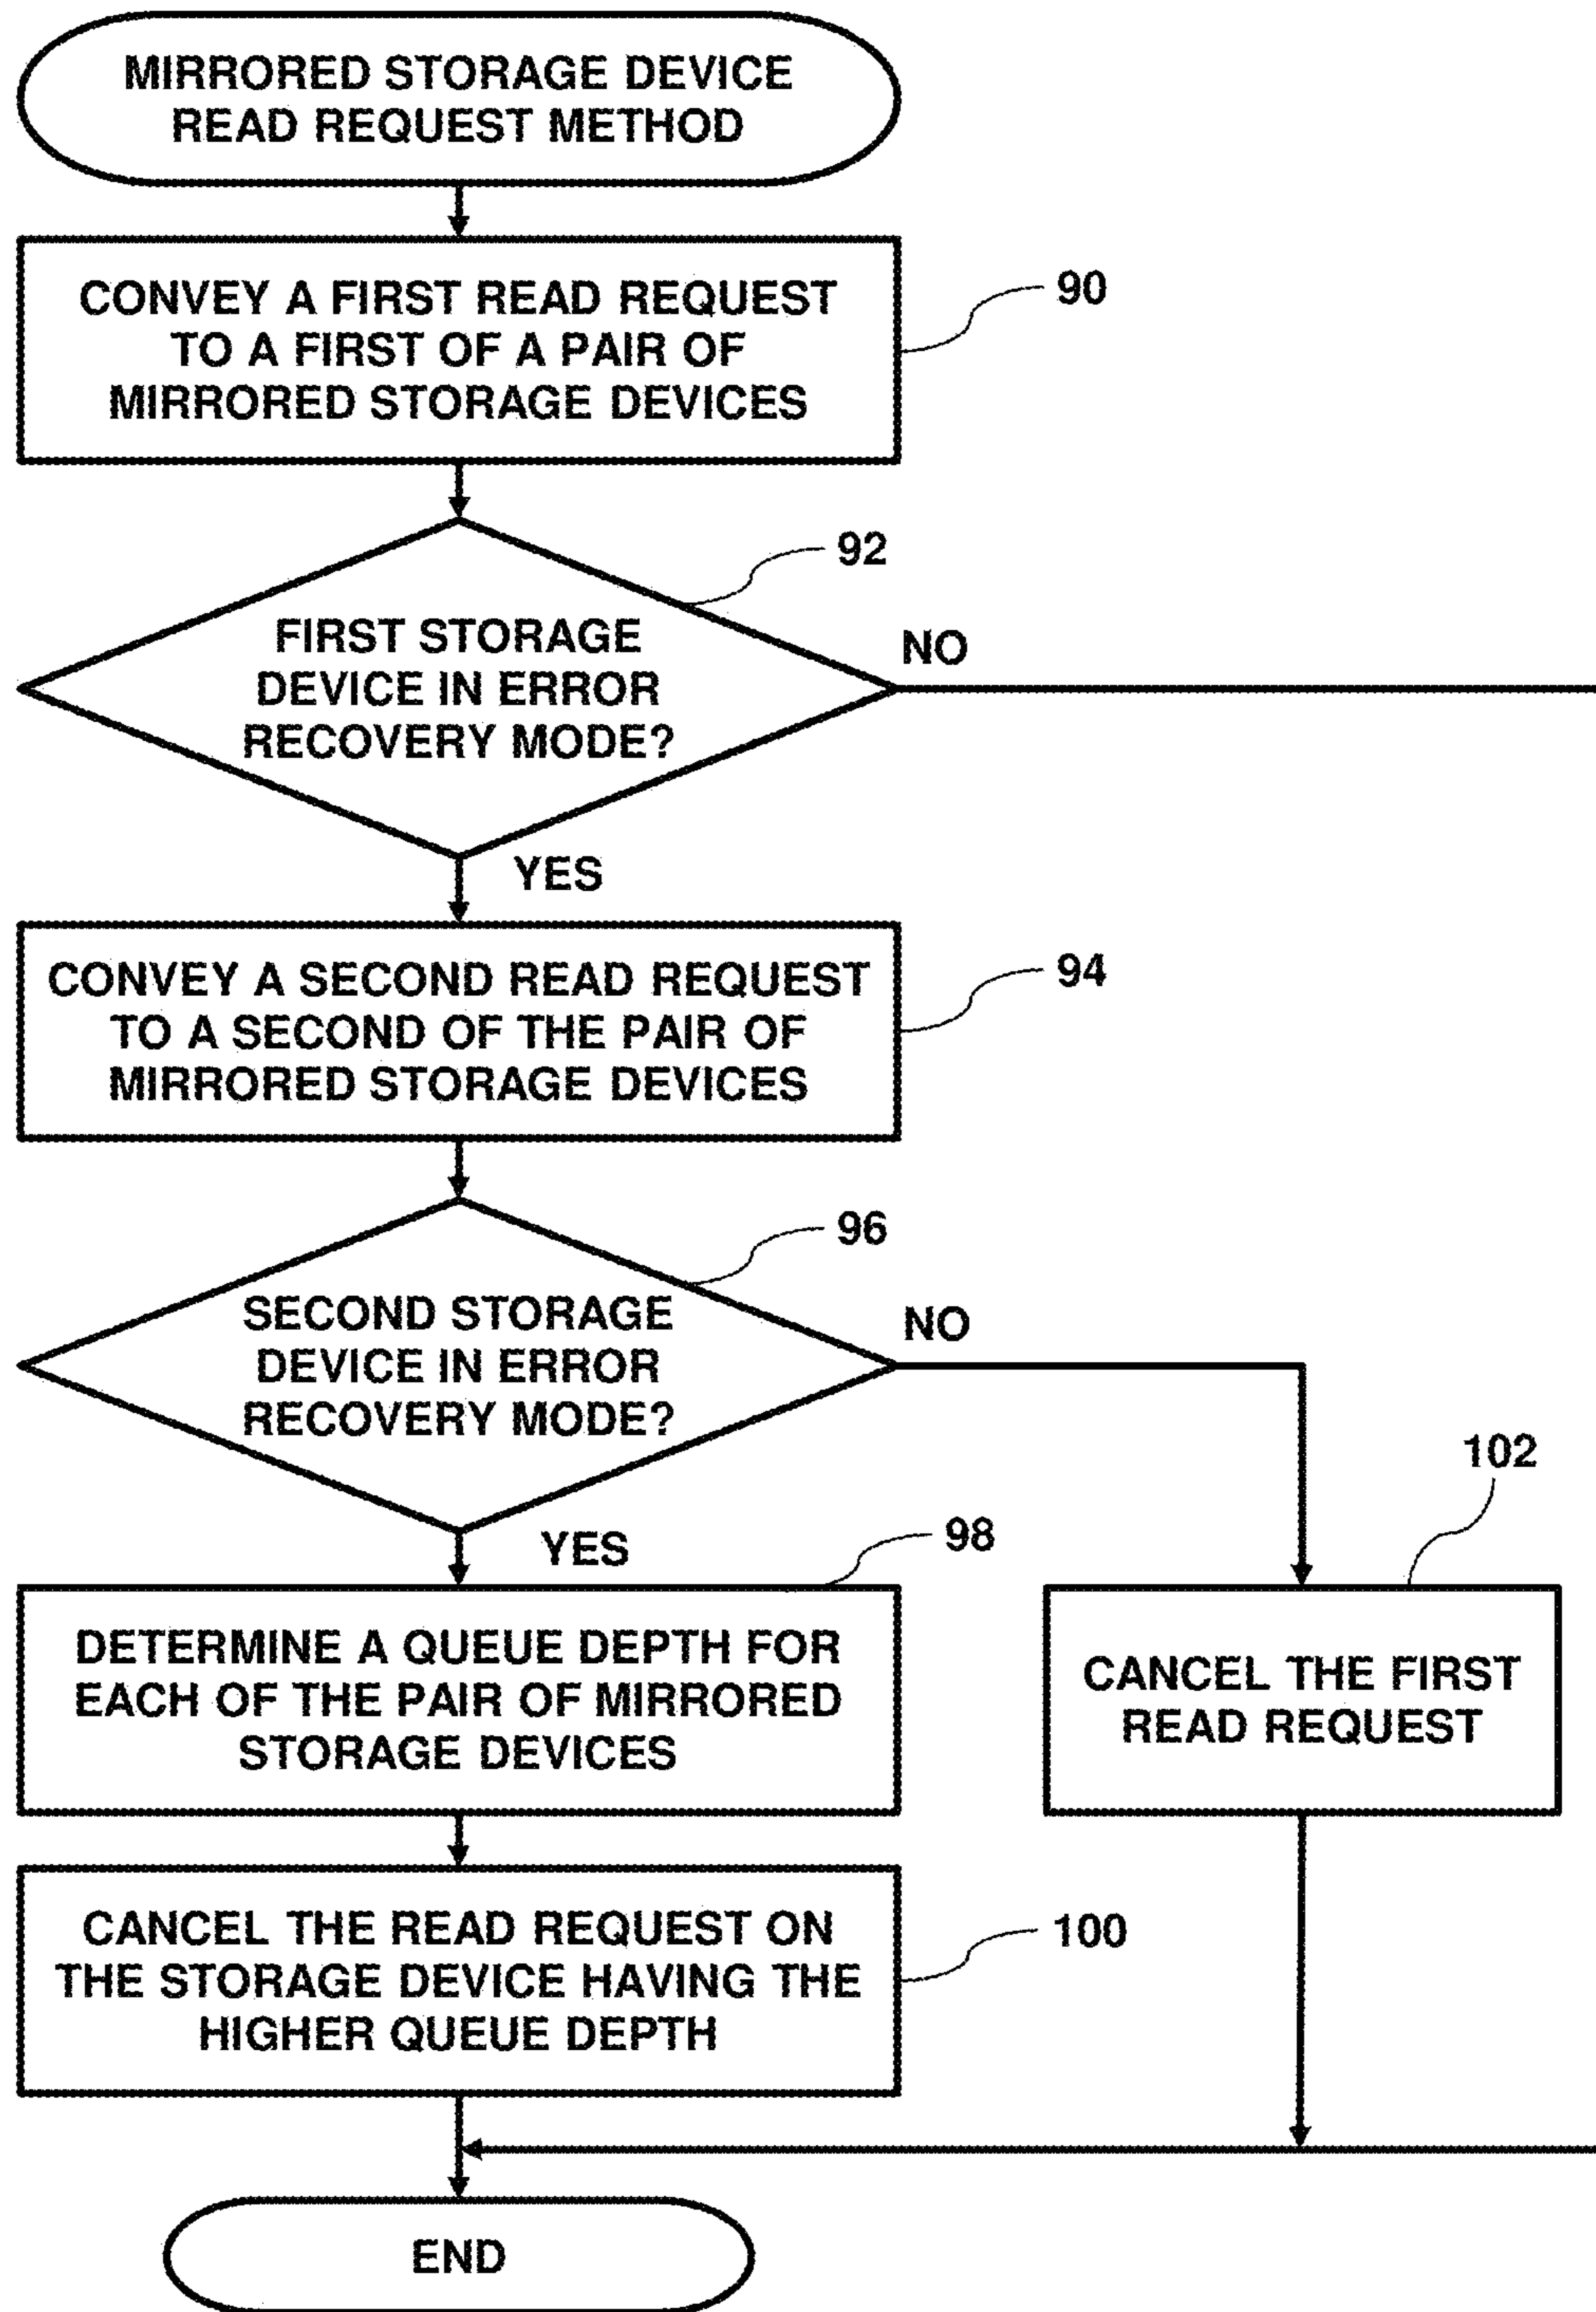 MIRRORED STORAGE DEVICE
READ REQUEST METHOD
CONVEY A FIRST READ REQUEST
TO A FIRST OF A PAIR OF
MIRRORED STORAGE DEVICES
90
92
FIRST STORAGE
DEVICE IN ERROR
RECOVERY MODE?
NO
YES
CONVEY A SECOND READ REQUEST
TO A SECOND OF THE PAIR OF
MIRRORED STORAGE DEVICES
94
96
SECOND STORAGE
DEVICE IN ERROR
RECOVERY MODE?
NO
102
YES
98
DETERMINE A QUEUE DEPTH FOR
EACH OF THE PAIR OF MIRRORED
STORAGE DEVICES
CANCEL THE FIRST
READ REQUEST
CANCEL THE READ REQUEST ON
THE STORAGE DEVICE HAVING THE
HIGHER QUEUE DEPTH
100
END